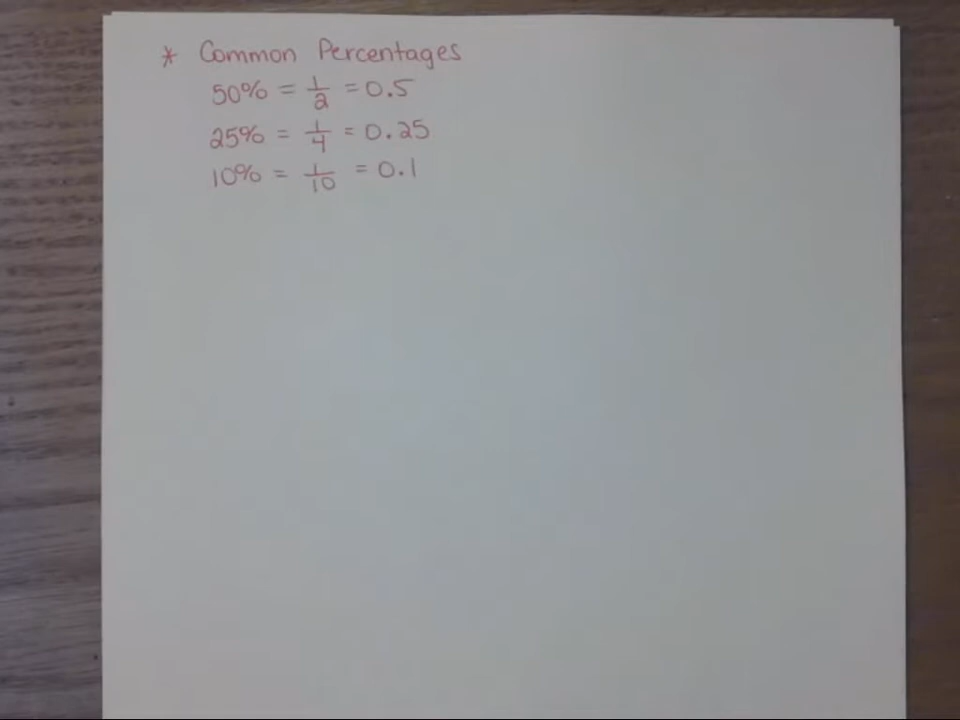 * Common Percentages
50% = 1/2 = 0.5
25% = 1/4 = 0.25
10% = 1/10 = 0.1